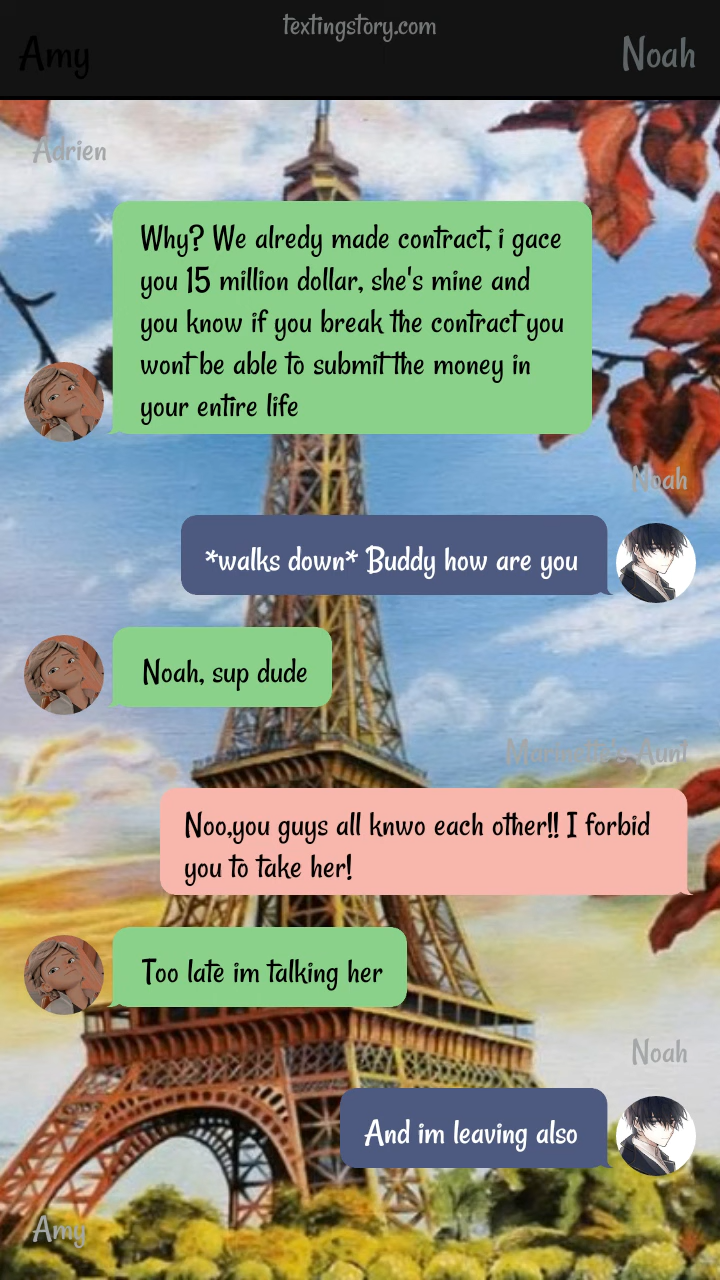 textingstory.com
Amy
Noah
Adrien
Why? We alredy made contract, i gace
you 15 million dollar, she's mine and
you know if you break the contract you
wont be able to submit the money in
your entire life
Noah
*walks down* Buddy how are you
Noah, sup dude
Aunt
Noo,you guys all knwo each other!! I forbid
you to take her!
Too late im talking her
Noah
And im leaving also
Amy